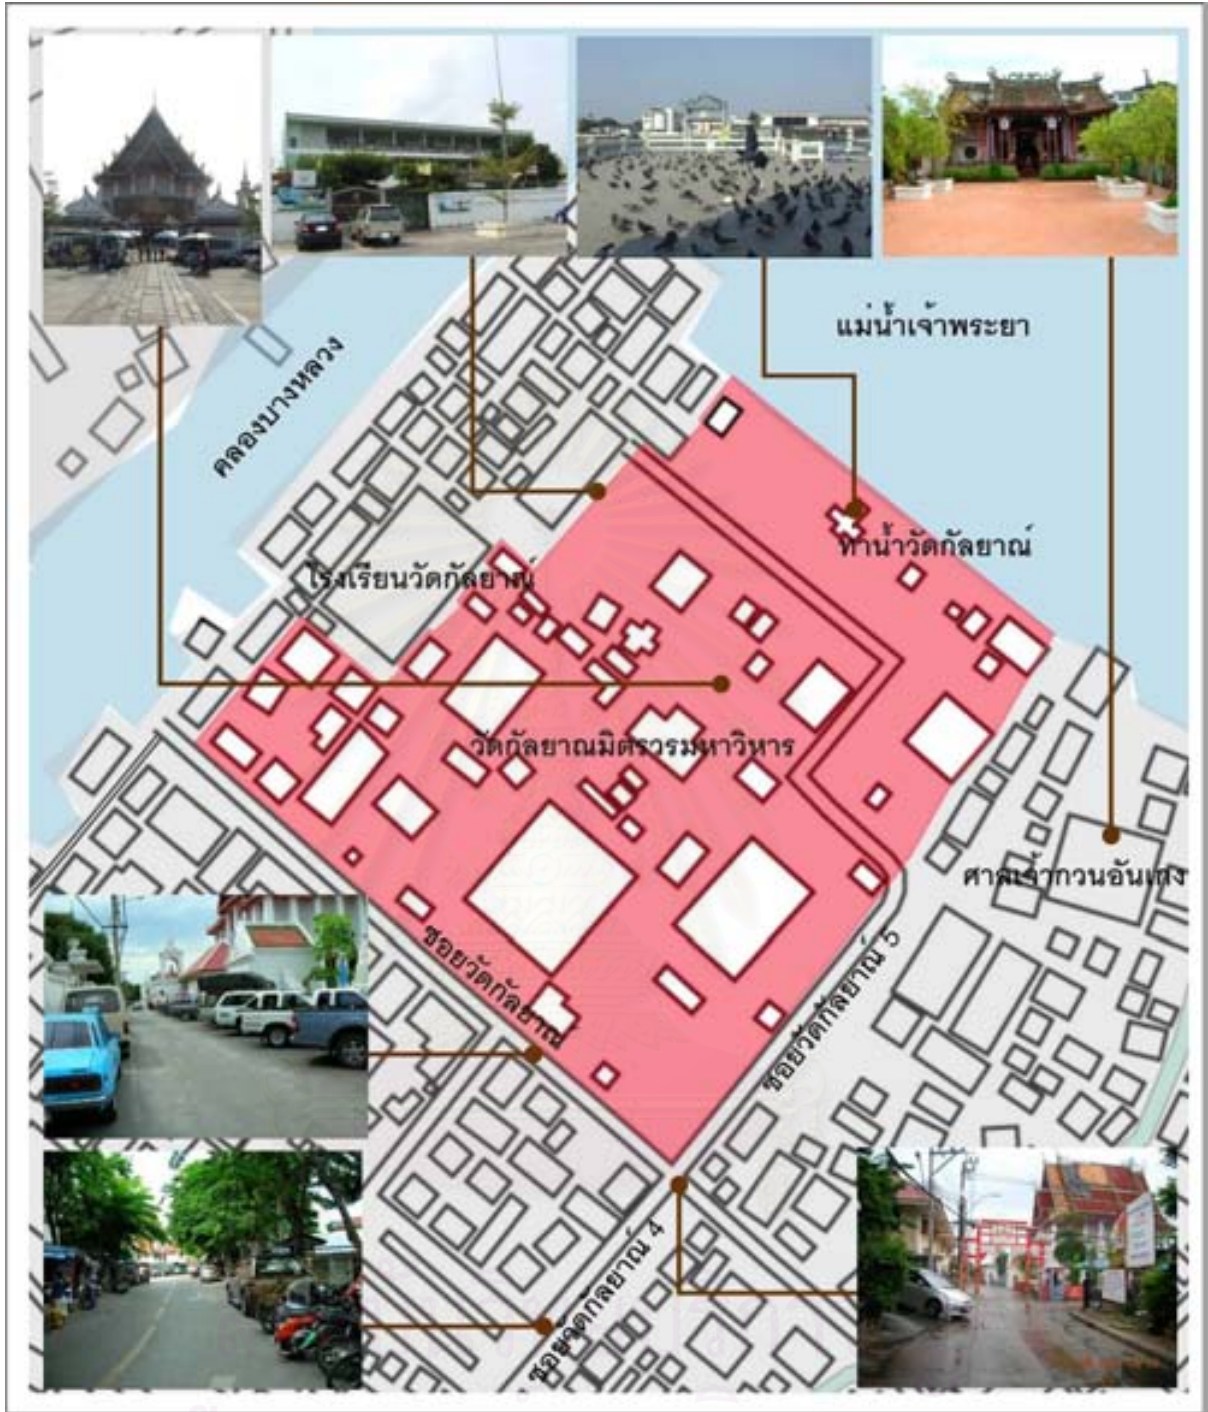 แม่น้ำเจ้าพระยา
คลองบางหลวง
ท่าน้ำวัดกัลยาณ์
โรงเรียนวัดกัลยาณ์
วัดกัลยาณมิตรวรมหาวิหาร
ศาลเจ้ากวนอันเกง
ซอยวัดกัลยาณ์
ซอยวัดกัลยาณ์ 5
ซอยวัดกัลยาณ์ 4